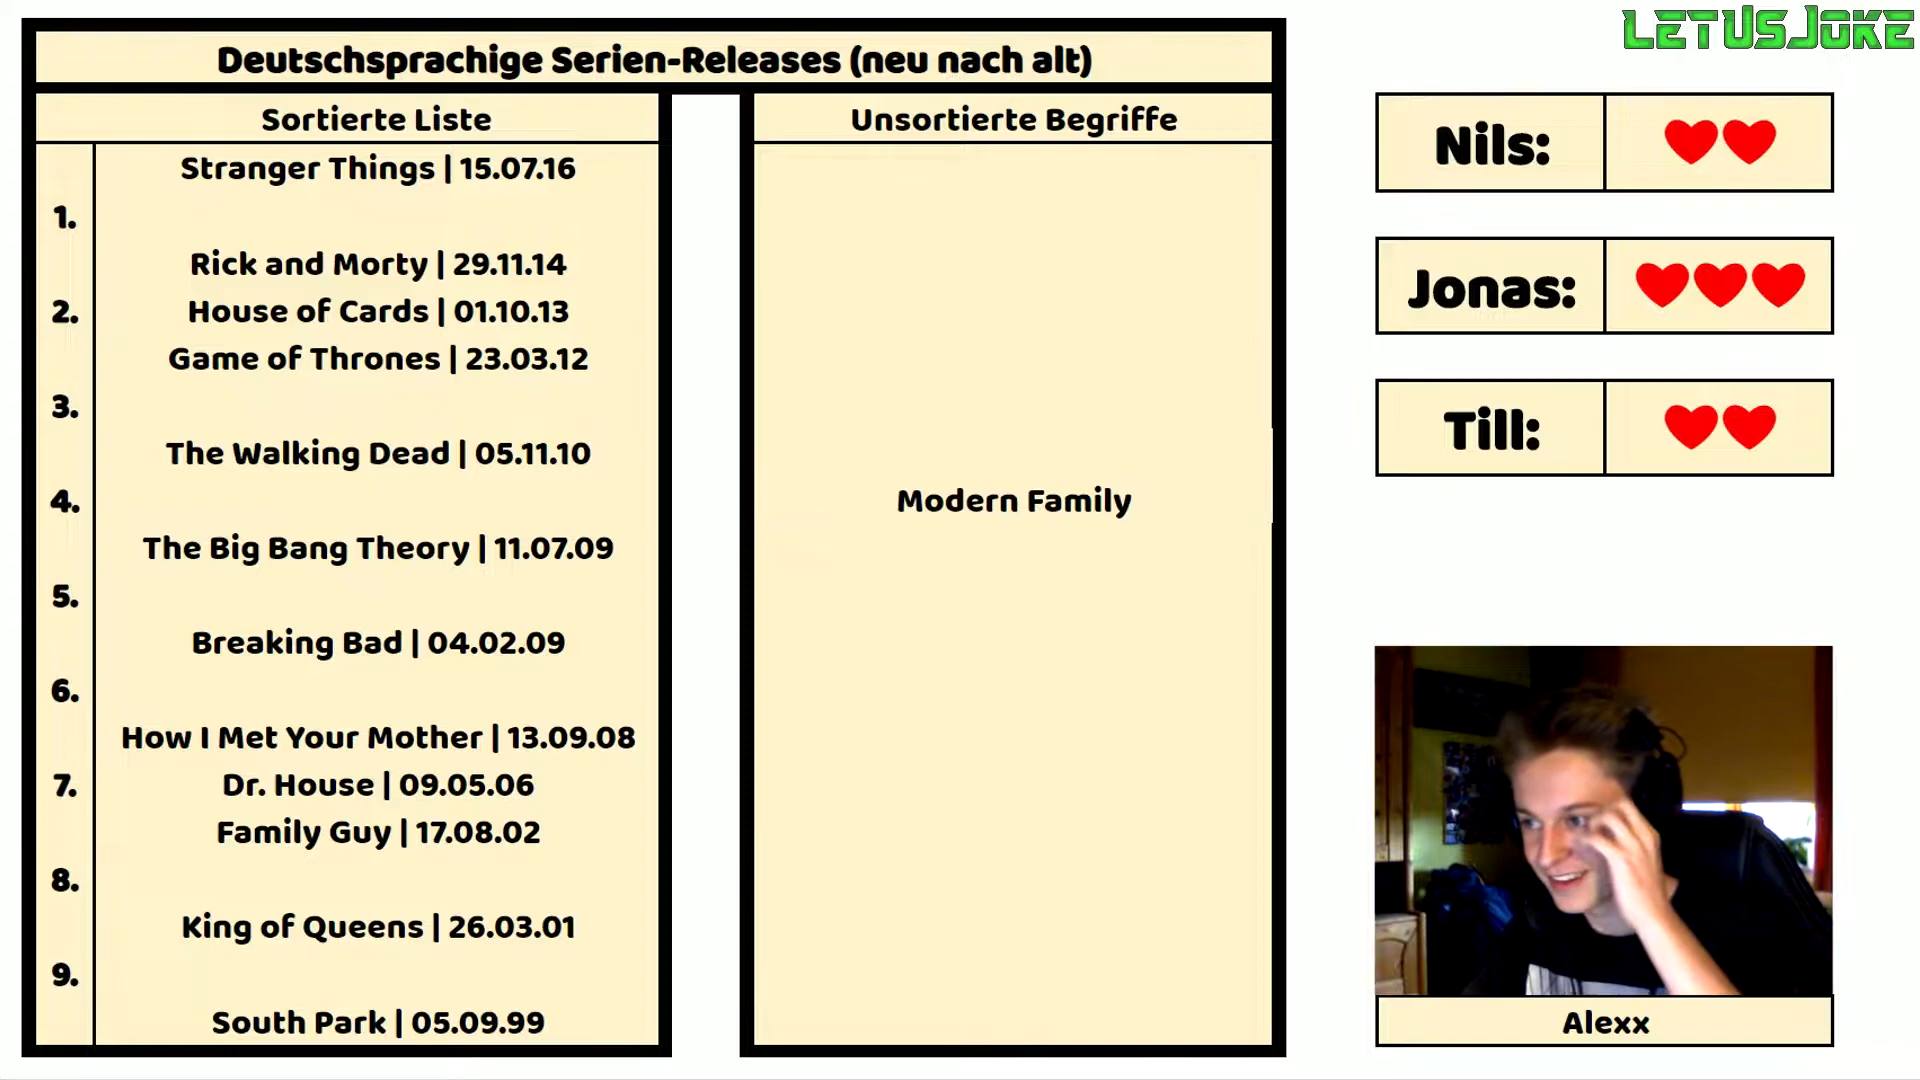 LETUSJOKE
Deutschsprachige Serien-Releases (neu nach alt)
Sortierte Liste
Stranger Things | 15.07.16
1.
Rick and Morty | 29.11.14
2. House of Cards | 01.10.13
Game of Thrones | 23.03.12
3.
The Walking Dead | 05.11.10
4.
The Big Bang Theory | 11.07.09
5.
Breaking Bad | 04.02.09
6.
How I Met Your Mother | 13.09.08
7. Dr. House | 09.05.06
Family Guy | 17.08.02
8.
King of Queens | 26.03.01
9.
South Park | 05.09.99
Unsortierte Begriffe
Modern Family
Nils:
Jonas:
Till:
Alexx